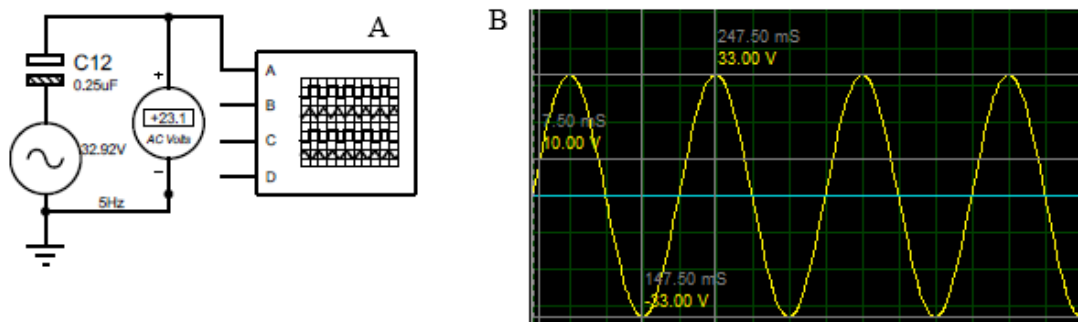 A
C12
0.25uF
+
+23.1
AC Volts
32.92V
−
5Hz
A
B
C
D
B
247.50 mS
33.00 V
7.50 mS
10.00 V
147.50 mS
-33.00 V